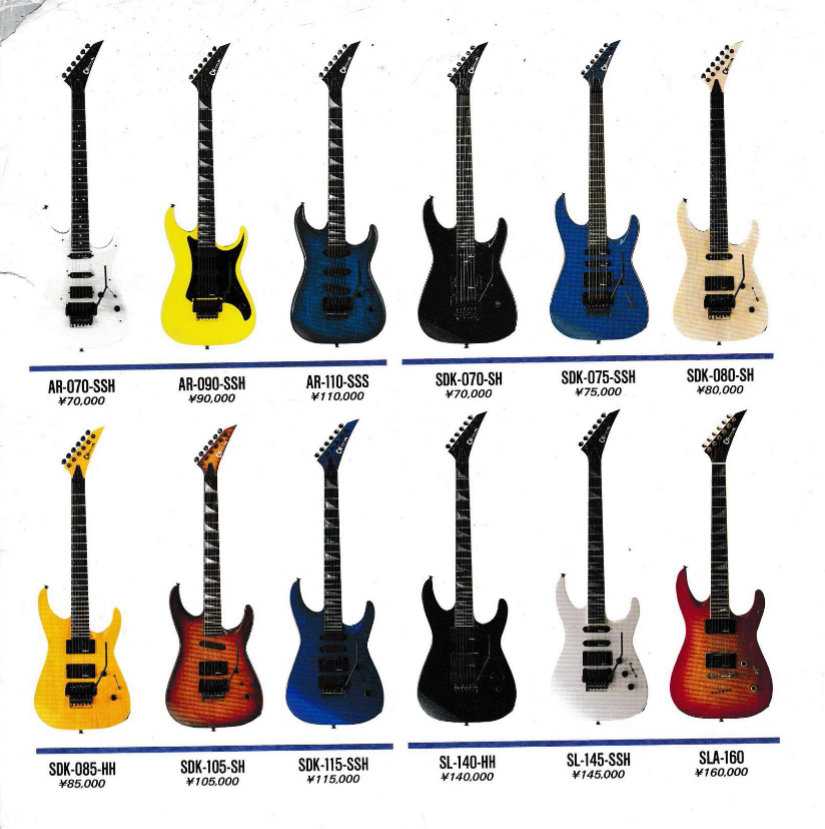 AR-070-SSH
¥70,000
AR-090-SSH
¥90,000
AR-110-SSS
¥110,000
SDK-070-SH
¥70,000
SDK-075-SSH
¥75,000
SDK-080-SH
¥80,000
SDK-085-HH
¥85,000
SDK-105-SH
¥105,000
SDK-115-SSH
¥115,000
SL-140-HH
¥140,000
SL-145-SSH
¥145,000
SLA-160
¥160,000